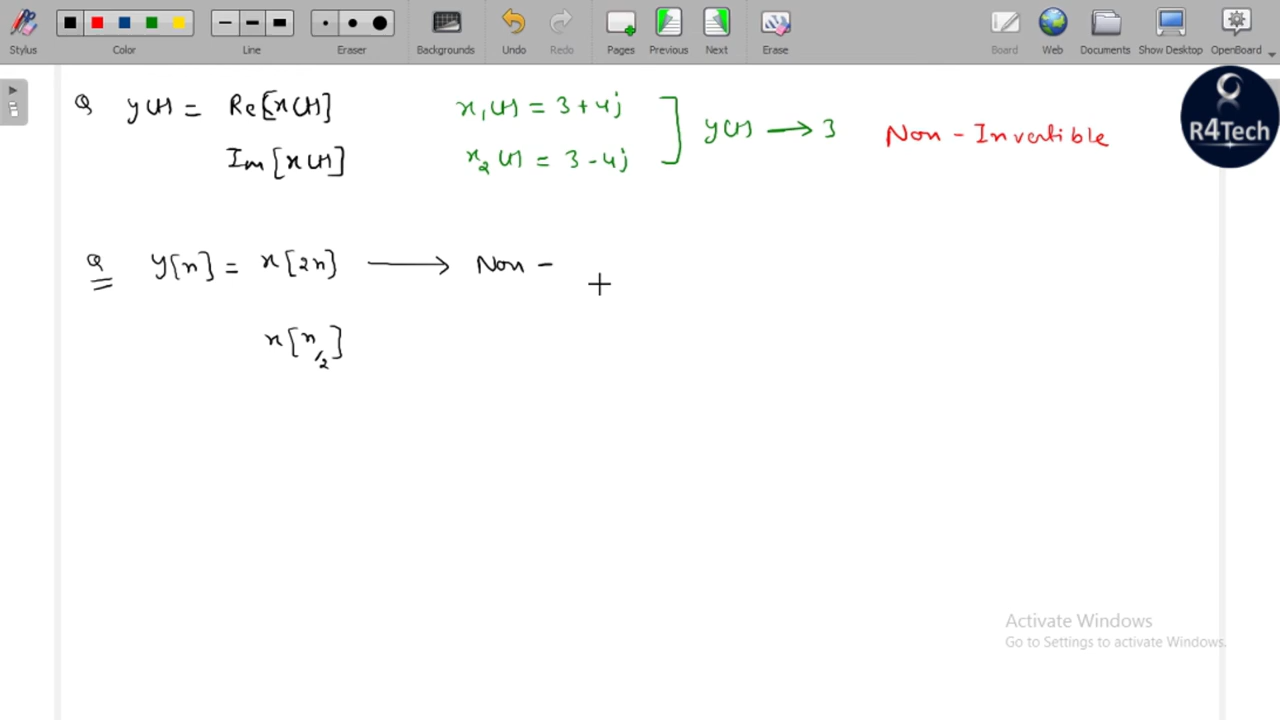 Stylus Color Line Eraser Backgrounds Undo Redo Pages Previous Next Erase Board Web Documents Show Desktop OpenBoard
R4Tech
Q y(t) = Re[x(t)] x₁(t) = 3+4j y(t) → 3 Non - Invertible
Im[x(t)] x₂(t) = 3-4j
Q y[n] = x[2n] → Non -
x[n/2]
Activate Windows
Go to Settings to activate Windows.